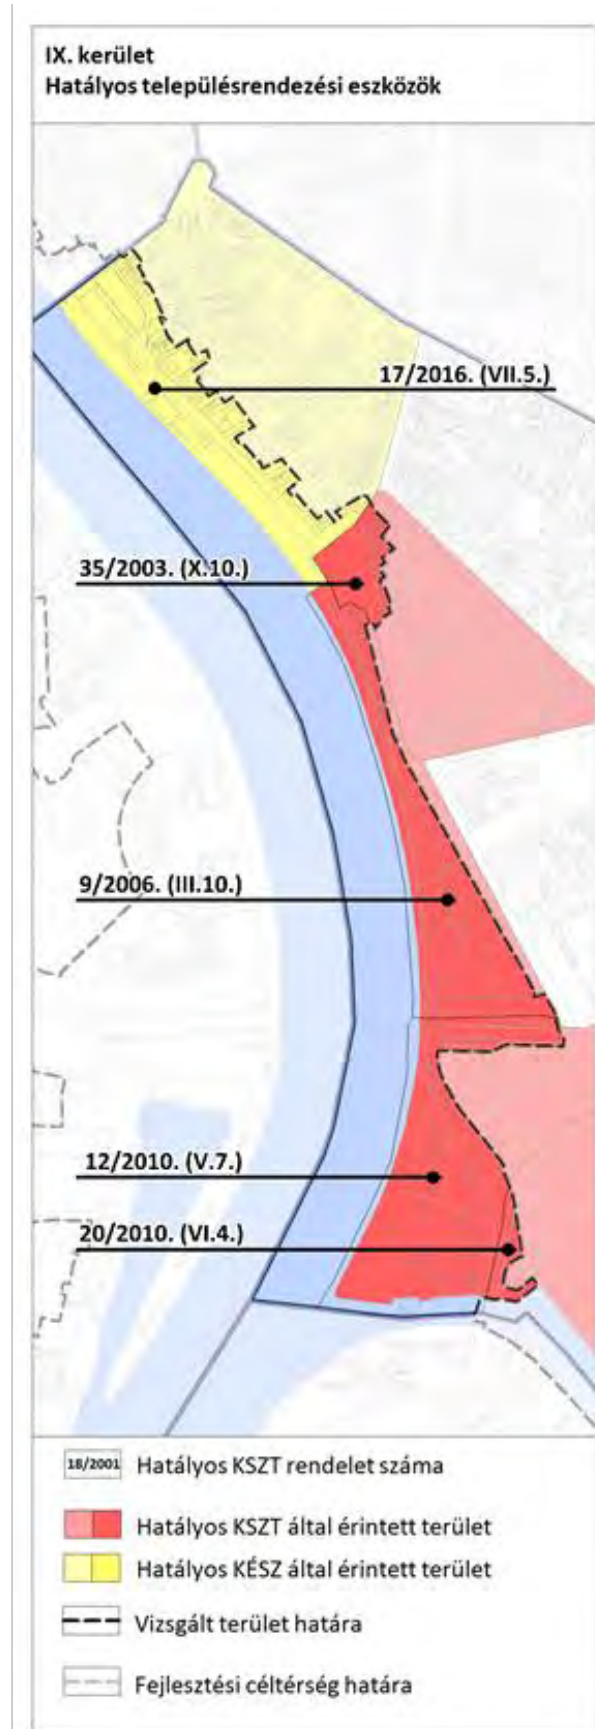 IX. kerület
Hatályos településrendezési eszközök
17/2016. (VII.5.)
35/2003. (X.10.)
9/2006. (III.10.)
12/2010. (V.7.)
20/2010. (VI.4.)
18/2001 Hatályos KSZT rendelet száma
Hatályos KSZT által érintett terület
Hatályos KÉSZ által érintett terület
Vizsgált terület határa
Fejlesztési céltérség határa